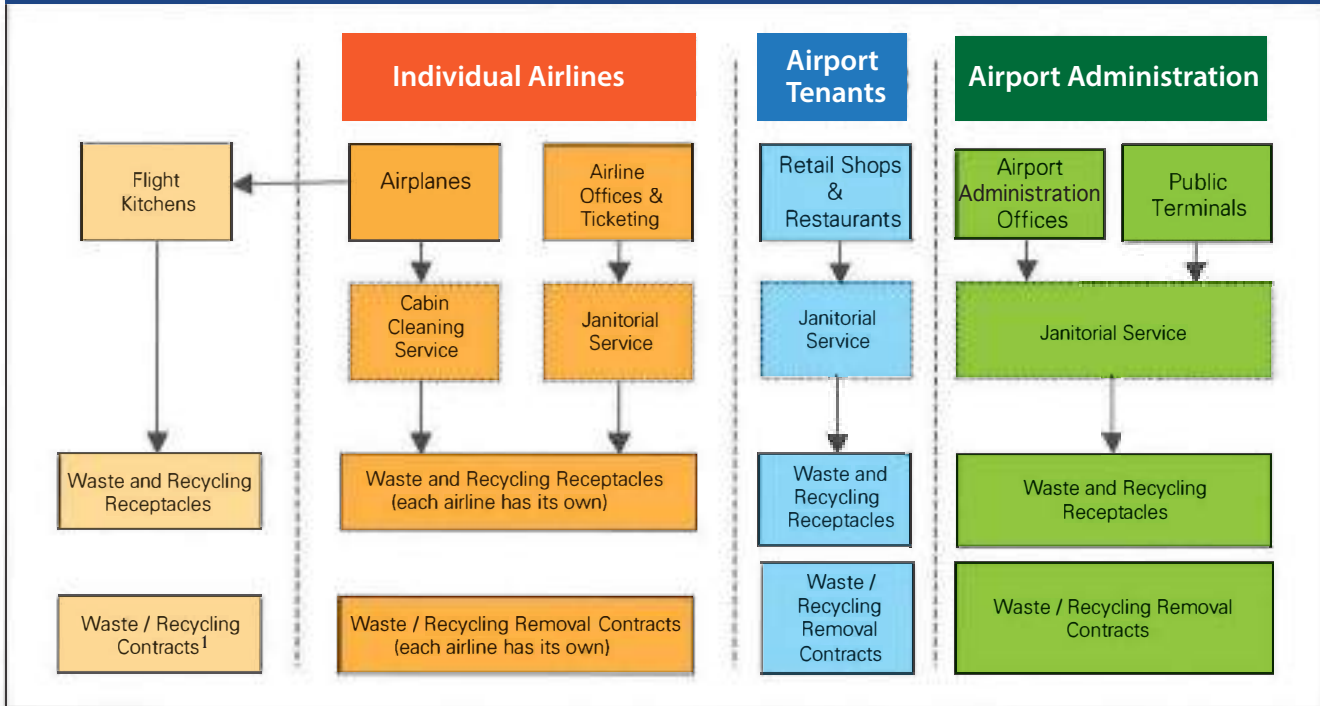 Individual Airlines
Airport
Tenants
Airport Administration
Flight
Kitchens
Airplanes
Airline
Offices &
Ticketing
Retail Shops
&
Restaurants
Airport
Administration
Offices
Public
Terminals
Cabin
Cleaning
Service
Janitorial
Service
Janitorial
Service
Janitorial Service
Waste and Recycling
Receptacles
Waste and Recycling Receptacles
(each airline has its own)
Waste and
Recycling
Receptacles
Waste and Recycling
Receptacles
Waste / Recycling
Contracts¹
Waste / Recycling Removal Contracts
(each airline has its own)
Waste /
Recycling
Removal
Contracts
Waste / Recycling Removal
Contracts